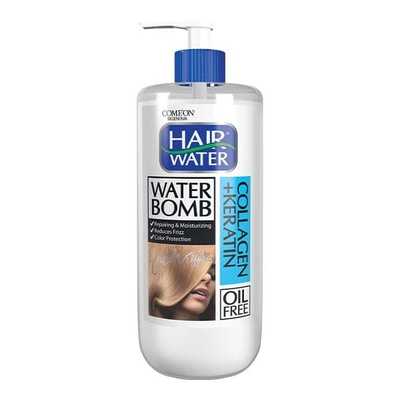 COMEON
HAIR
WATER
WATER
BOMB
✓Repairing & Moisturizing
✓Reduces Frizz
✓Color Protection
COLLAGEN
+KERATIN
OIL
FREE